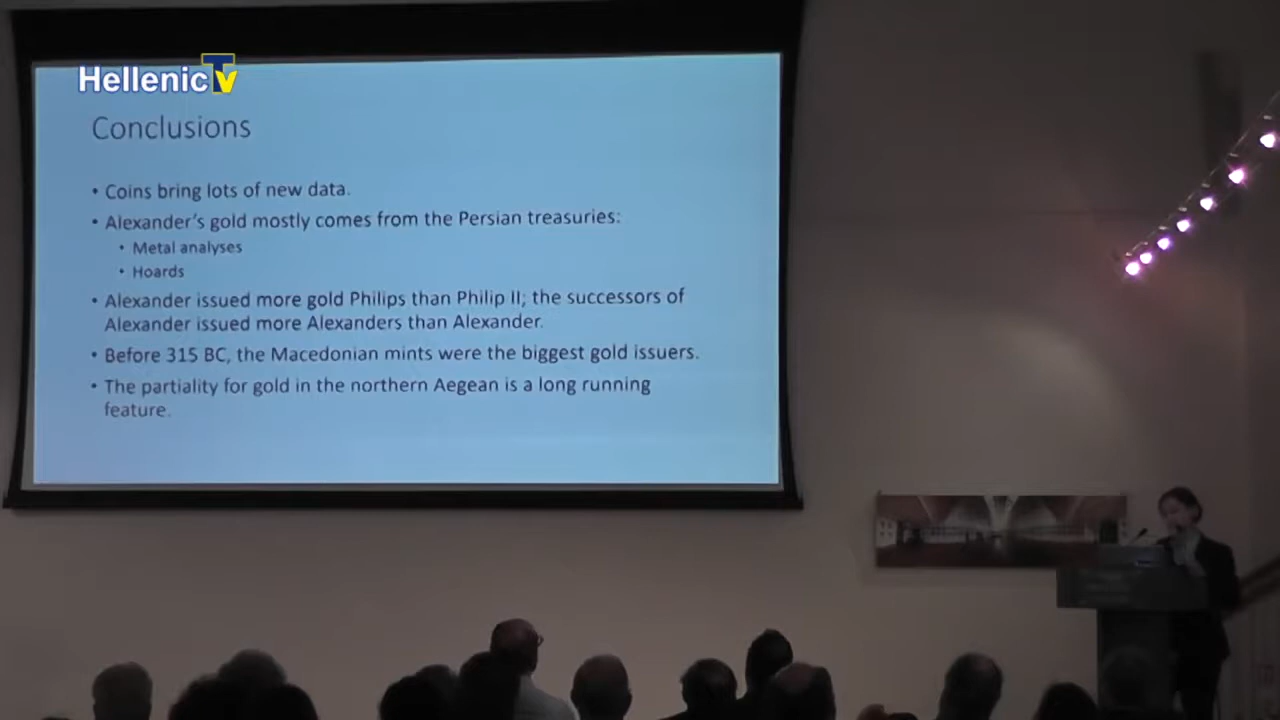 HellenicTv
Conclusions
• Coins bring lots of new data.
• Alexander's gold mostly comes from the Persian treasuries:
• Metal analyses
• Hoards
• Alexander issued more gold Philips than Philip II; the successors of
Alexander issued more Alexanders than Alexander.
• Before 315 BC, the Macedonian mints were the biggest gold issuers.
• The partiality for gold in the northern Aegean is a long running
feature.